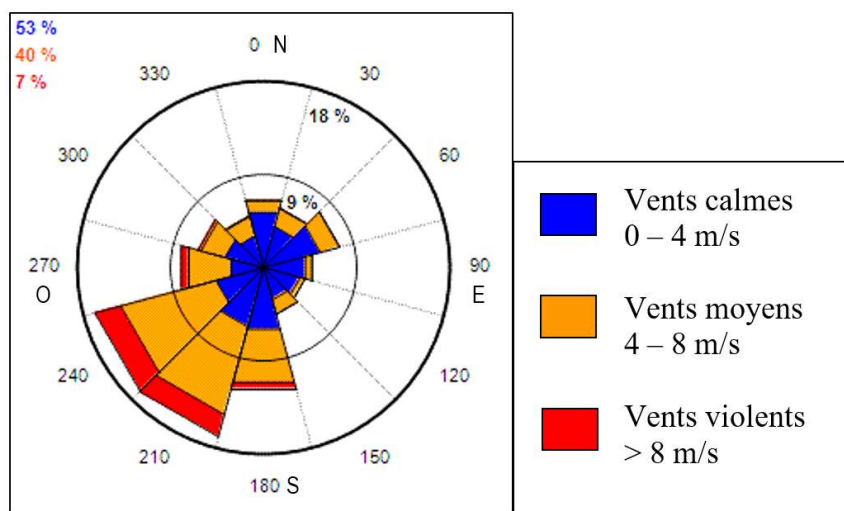 53 %
40 %
7 %
0 N
330
30
18 %
300
60
9 %
270
90
O
E
240
120
210
150
180 S
Vents calmes
0 – 4 m/s
Vents moyens
4 – 8 m/s
Vents violents
> 8 m/s